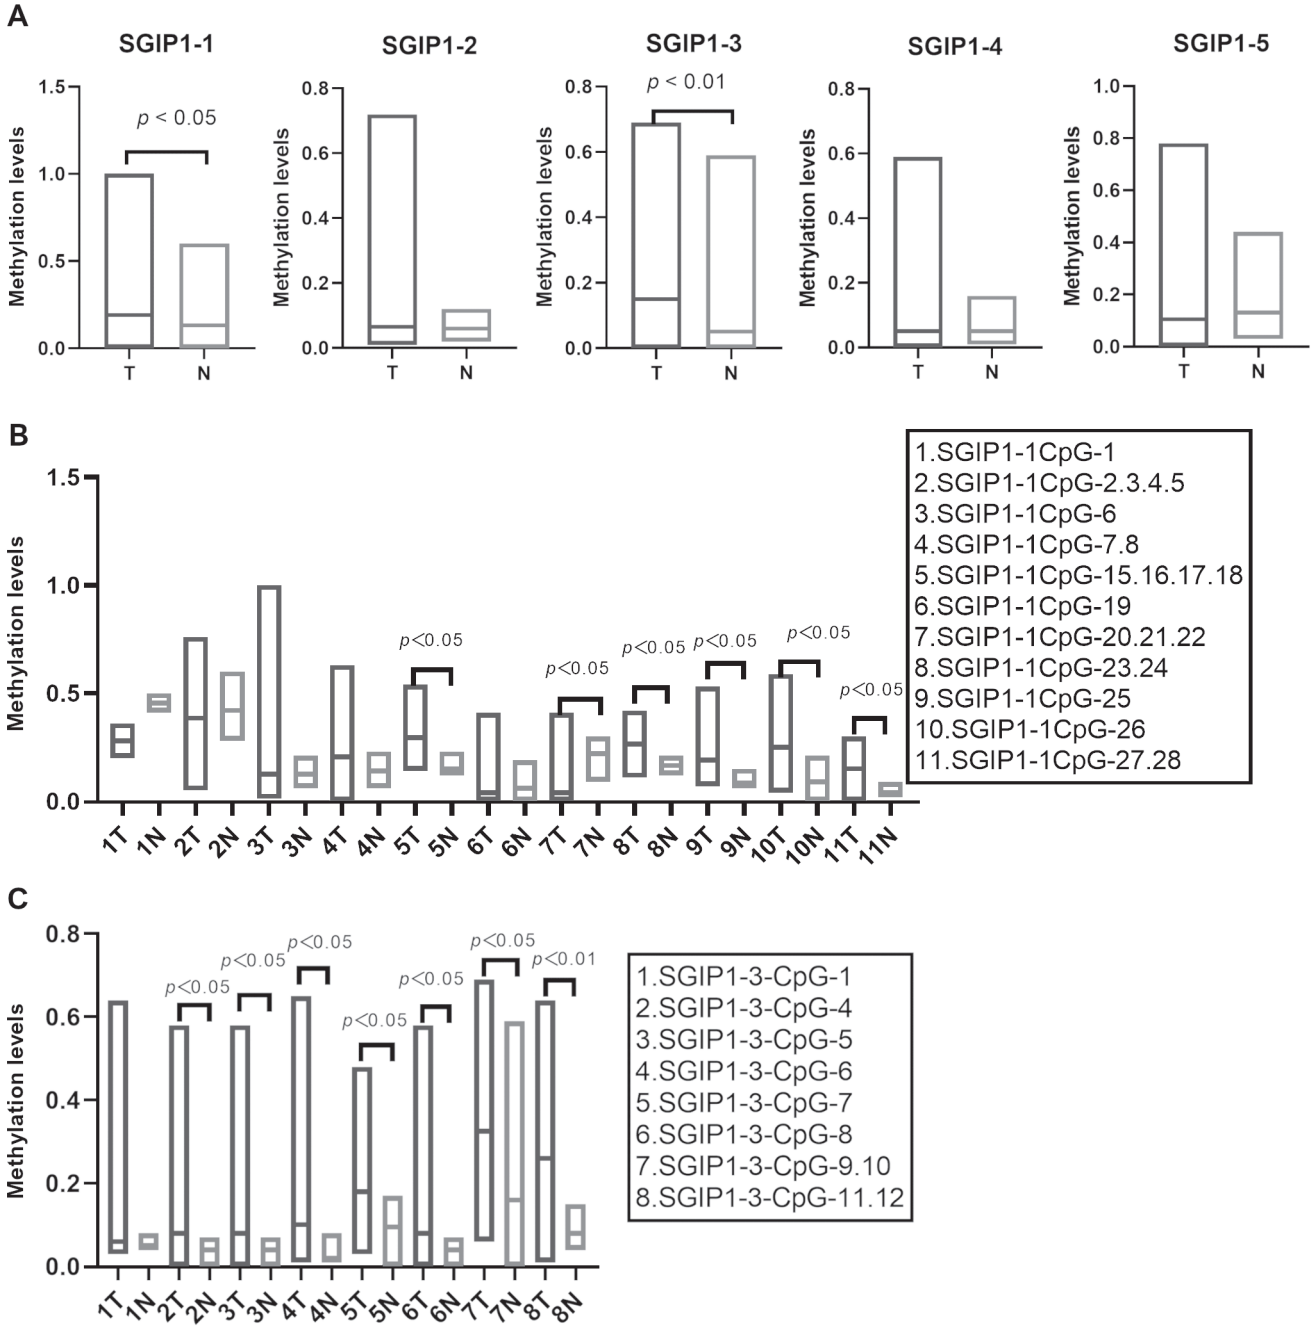 A
SGIP1-1 SGIP1-2 SGIP1-3 SGIP1-4 SGIP1-5
1.5 0.8 0.8 0.8 1.0
p < 0.05 p < 0.01
1.0 0.6 0.6 0.6 0.8
0.5 0.4 0.4 0.4 0.6
0.0 0.2 0.2 0.2 0.4
0.0 0.0 0.0 0.2
0.0
Methylation levels Methylation levels Methylation levels Methylation levels Methylation levels
T N T N T N T N T N
B
1.5
1.0
0.5
0.0
Methylation levels
p<0.05 p<0.05 p<0.05 p<0.05 p<0.05 p<0.05
1T 1N 2T 2N 3T 3N 4T 4N 5T 5N 6T 6N 7T 7N 8T 8N 9T 9N 10T 10N 11T 11N
1.SGIP1-1CpG-1
2.SGIP1-1CpG-2.3.4.5
3.SGIP1-1CpG-6
4.SGIP1-1CpG-7.8
5.SGIP1-1CpG-15.16.17.18
6.SGIP1-1CpG-19
7.SGIP1-1CpG-20.21.22
8.SGIP1-1CpG-23.24
9.SGIP1-1CpG-25
10.SGIP1-1CpG-26
11.SGIP1-1CpG-27.28
C
0.8
0.6
0.4
0.2
0.0
Methylation levels
p<0.05 p<0.05 p<0.05 p<0.05 p<0.05 p<0.05 p<0.01
1T 1N 2T 2N 3T 3N 4T 4N 5T 5N 6T 6N 7T 7N 8T 8N
1.SGIP1-3-CpG-1
2.SGIP1-3-CpG-4
3.SGIP1-3-CpG-5
4.SGIP1-3-CpG-6
5.SGIP1-3-CpG-7
6.SGIP1-3-CpG-8
7.SGIP1-3-CpG-9.10
8.SGIP1-3-CpG-11.12